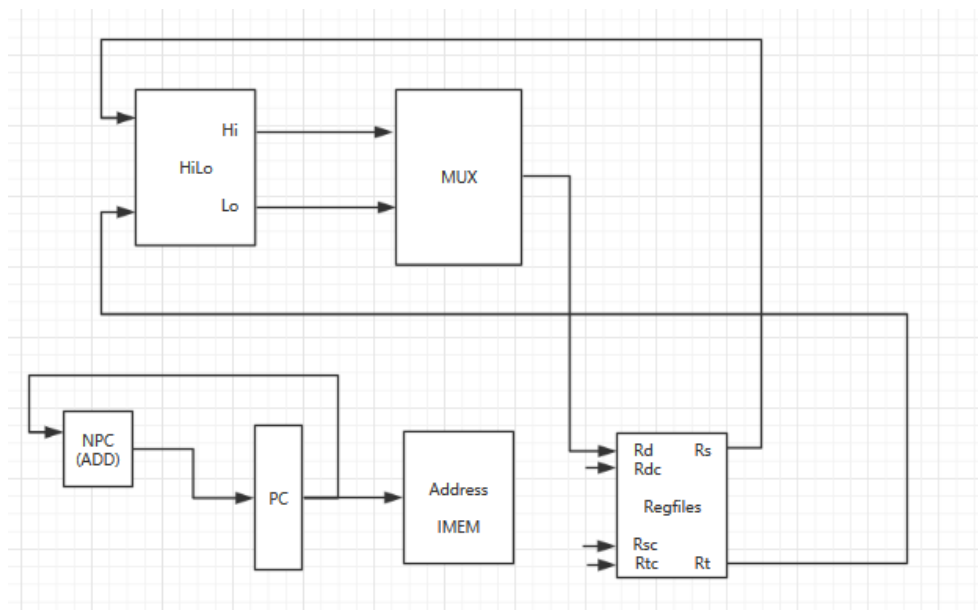 Hi
HiLo
Lo
MUX
NPC
(ADD)
PC
Address
IMEM
Rd Rs
Rdc
Regfiles
Rsc
Rtc Rt